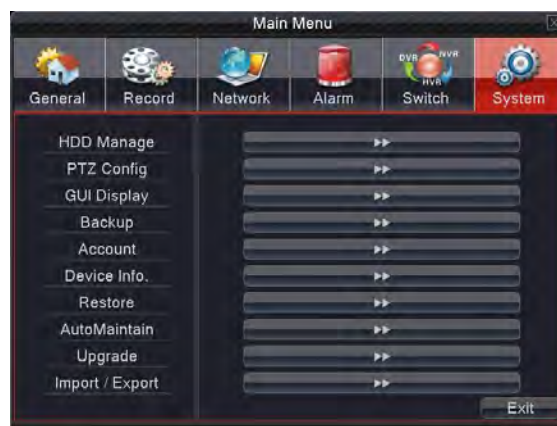 Main Menu
DVR NVR
HVR
General Record Network Alarm Switch System
HDD Manage
PTZ Config
GUI Display
Backup
Account
Device Info.
Restore
AutoMaintain
Upgrade
Import / Export
Exit